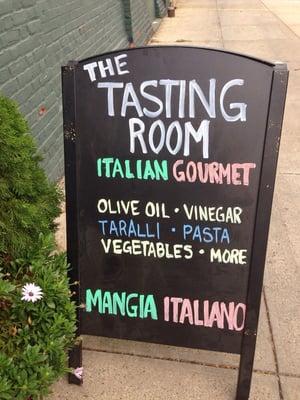 THE
TASTING
ROOM
ITALIAN GOURMET
OLIVE OIL · VINEGAR
TARALLI · PASTA
VEGETABLES · MORE
MANGIA ITALIANO